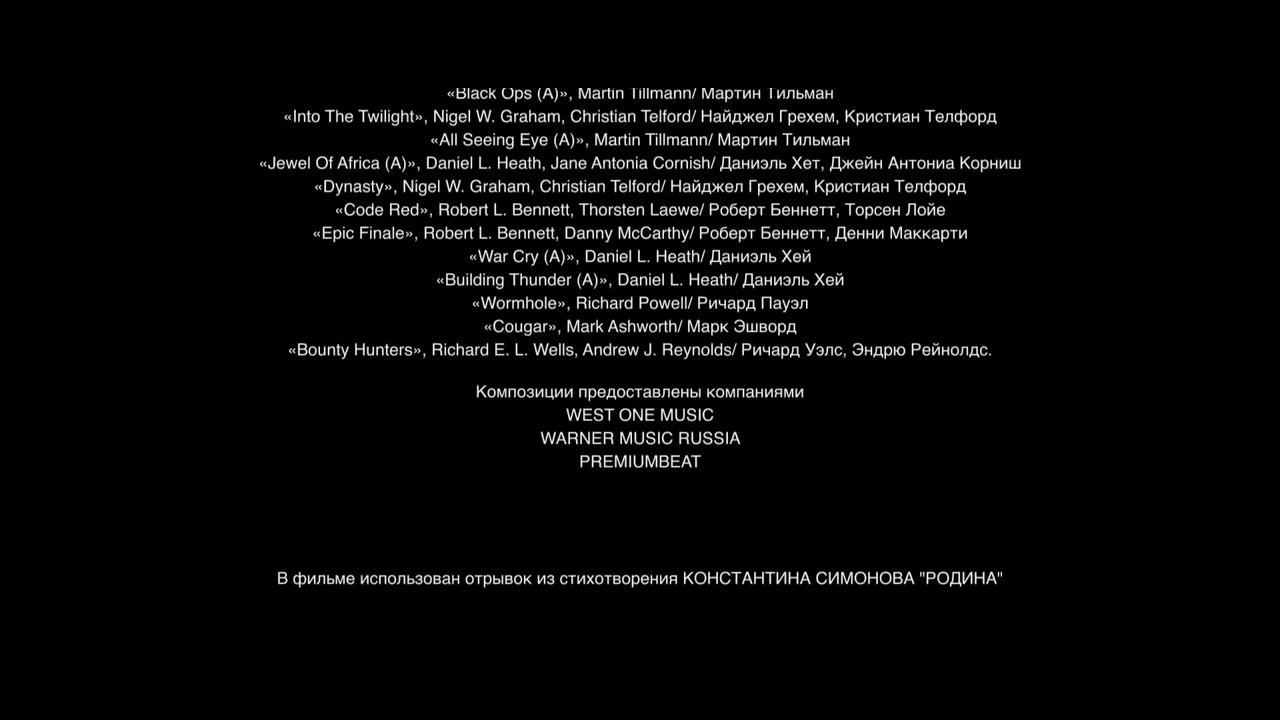 «Black Ops (A)», Martin Tillmann/ Мартин Тильман
«Into The Twilight», Nigel W. Graham, Christian Telford/ Найджел Грехем, Кристиан Телфорд
«All Seeing Eye (A)», Martin Tillmann/ Мартин Тильман
«Jewel Of Africa (A)», Daniel L. Heath, Jane Antonia Cornish/ Даниэль Хет, Джейн Антониа Корниш
«Dynasty», Nigel W. Graham, Christian Telford/ Найджел Грехем, Кристиан Телфорд
«Code Red», Robert L. Bennett, Thorsten Laewe/ Роберт Беннетт, Торсен Лойе
«Epic Finale», Robert L. Bennett, Danny McCarthy/ Роберт Беннетт, Денни Маккарти
«War Cry (A)», Daniel L. Heath/ Даниэль Хей
«Building Thunder (A)», Daniel L. Heath/ Даниэль Хей
«Wormhole», Richard Powell/ Ричард Пауэл
«Cougar», Mark Ashworth/ Марк Эшворд
«Bounty Hunters», Richard E. L. Wells, Andrew J. Reynolds/ Ричард Уэлс, Эндрю Рейнолдс.
Композиции предоставлены компаниями
WEST ONE MUSIC
WARNER MUSIC RUSSIA
PREMIUMBEAT
В фильме использован отрывок из стихотворения КОНСТАНТИНА СИМОНОВА "РОДИНА"